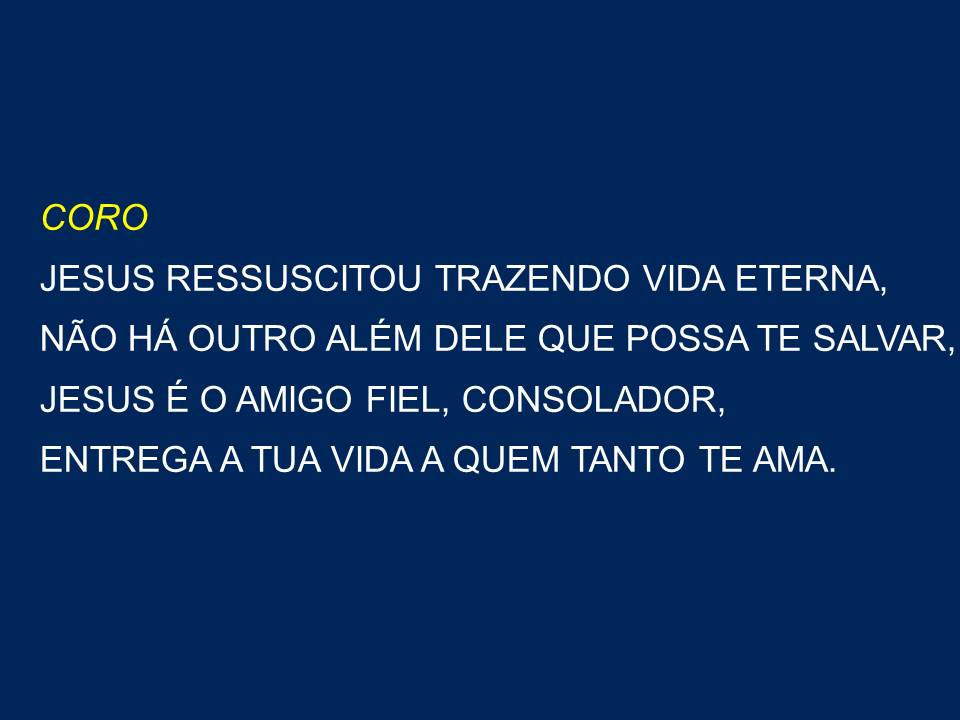 CORO
JESUS RESSUSCITOU TRAZENDO VIDA ETERNA,
NÃO HÁ OUTRO ALÉM DELE QUE POSSA TE SALVAR,
JESUS É O AMIGO FIEL, CONSOLADOR,
ENTREGA A TUA VIDA A QUEM TANTO TE AMA.